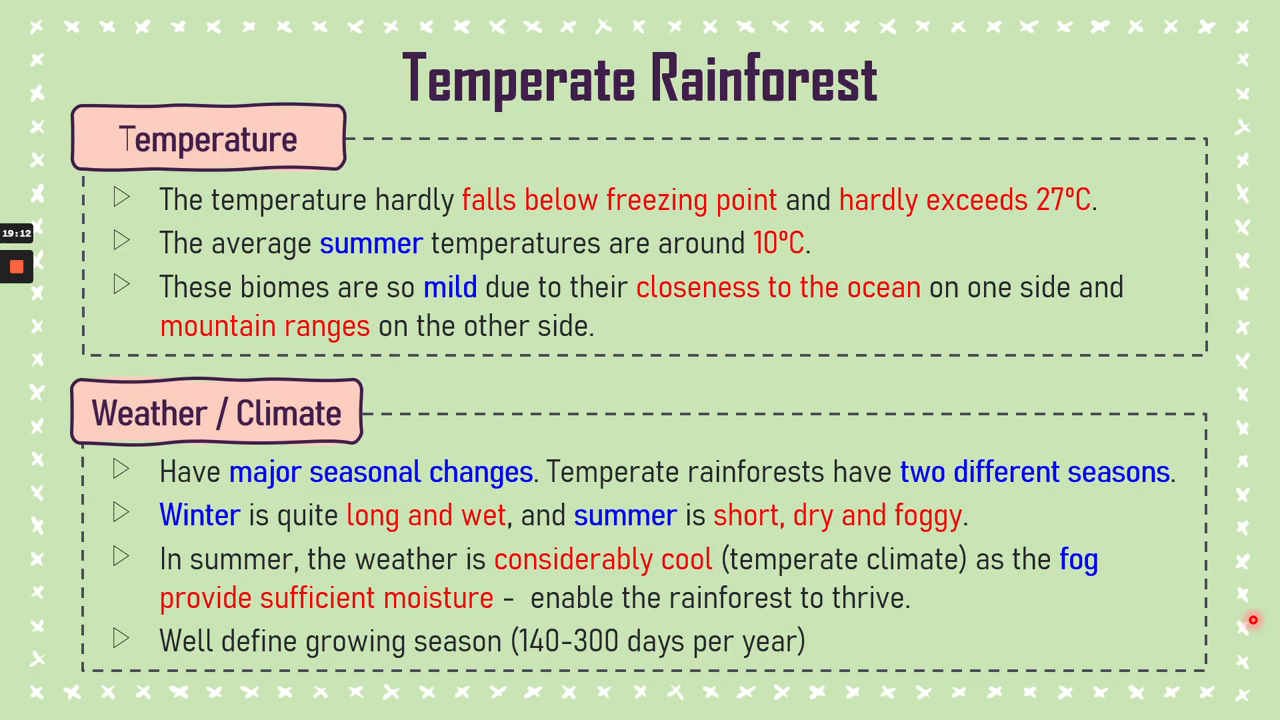 Temperate Rainforest
Temperature
The temperature hardly falls below freezing point and hardly exceeds 27°C.
The average summer temperatures are around 10°C.
These biomes are so mild due to their closeness to the ocean on one side and
mountain ranges on the other side.
19:12
Weather / Climate
Have major seasonal changes. Temperate rainforests have two different seasons.
Winter is quite long and wet, and summer is short, dry and foggy.
In summer, the weather is considerably cool (temperate climate) as the fog
provide sufficient moisture - enable the rainforest to thrive.
Well define growing season (140-300 days per year)